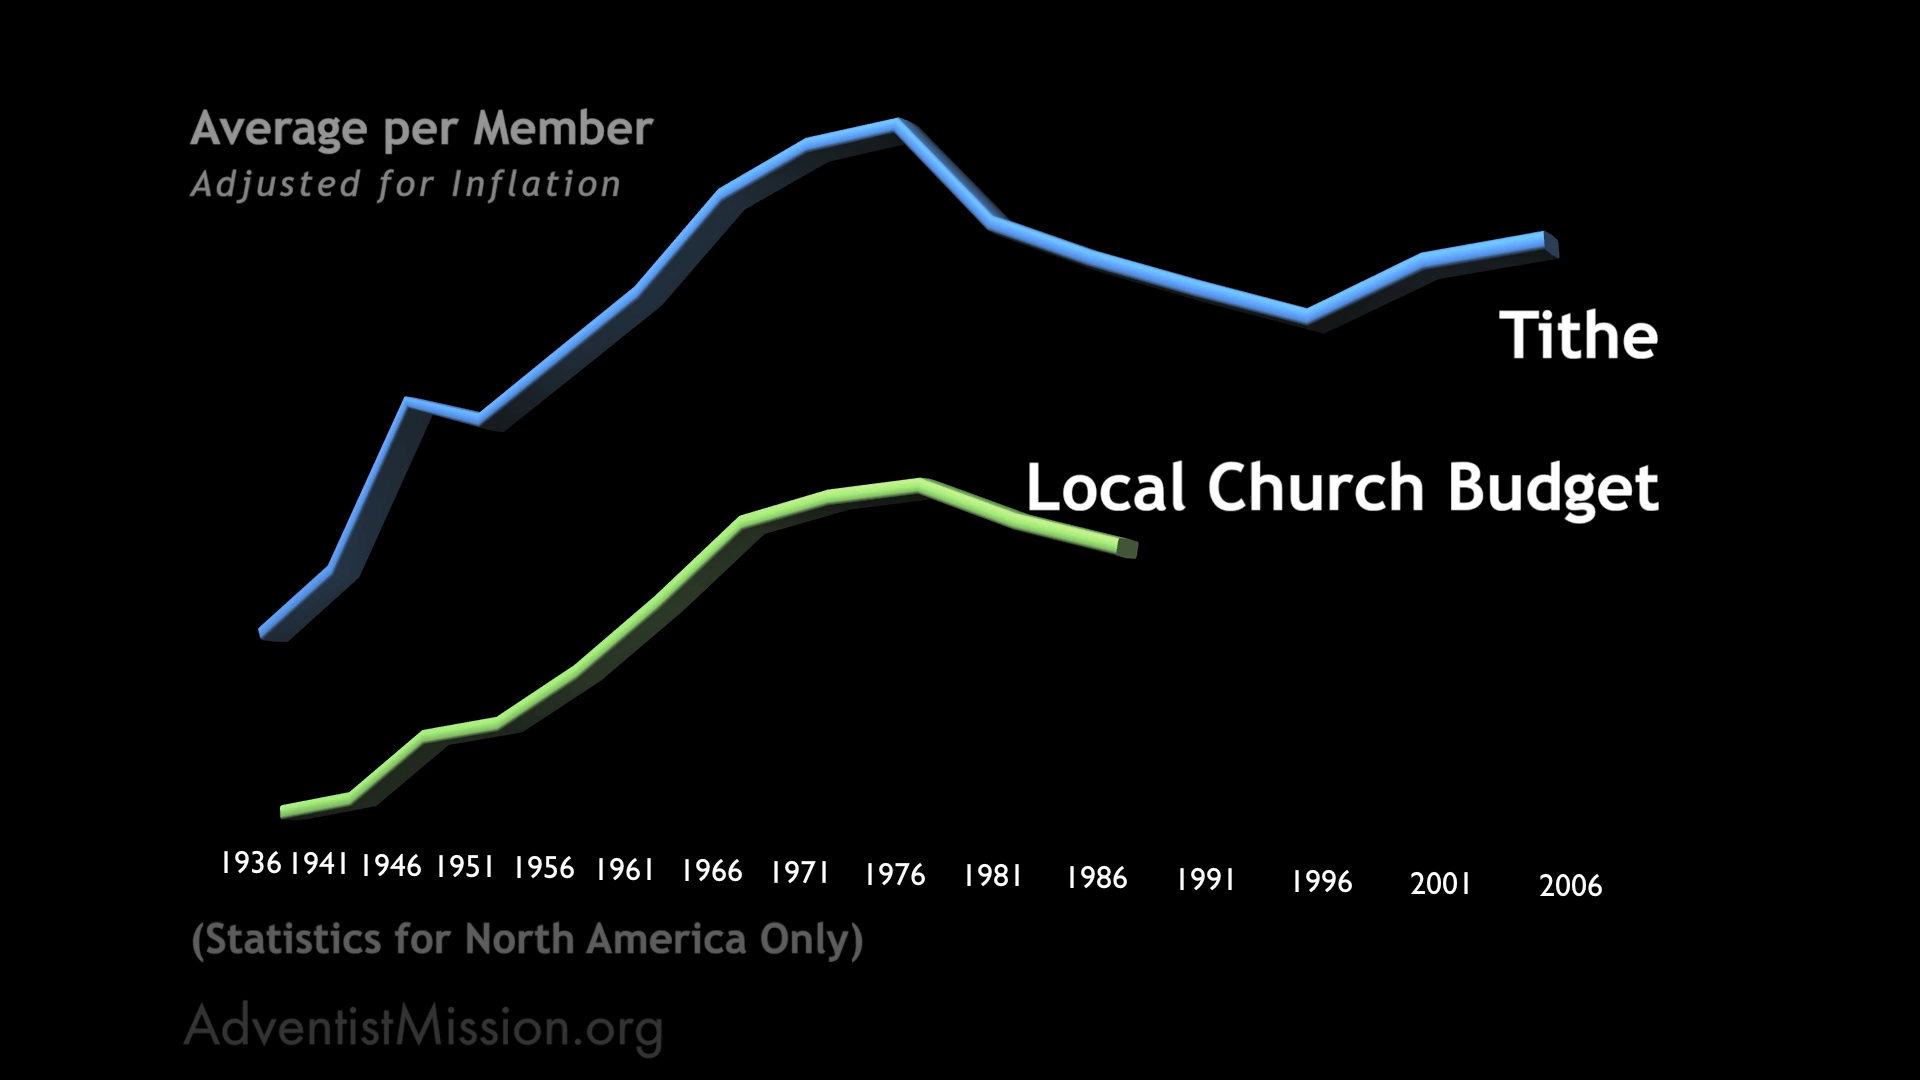 Average per Member
Adjusted for Inflation
Tithe
Local Church Budget
1936 1941 1946 1951 1956 1961 1966 1971 1976 1981 1986 1991 1996 2001 2006
(Statistics for North America Only)
AdventistMission.org